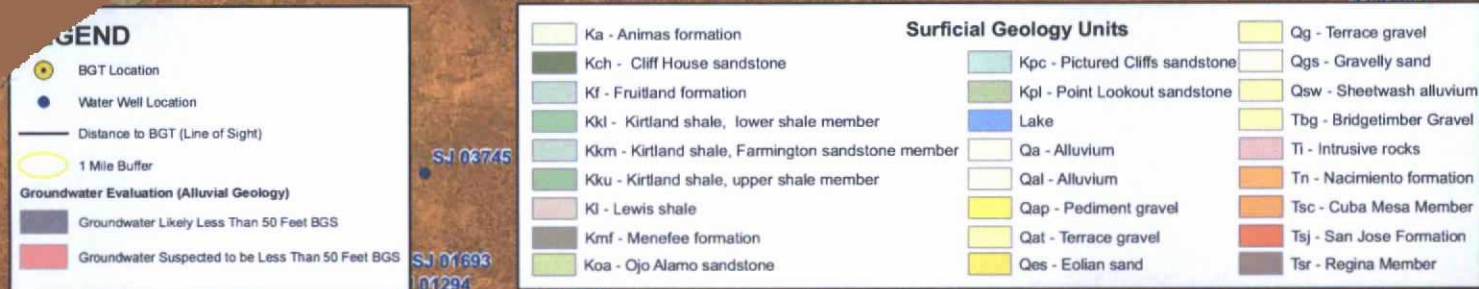 GEND
BGT Location
Water Well Location
Distance to BGT (Line of Sight)
1 Mile Buffer
Groundwater Evaluation (Alluvial Geology)
Groundwater Likely Less Than 50 Feet BGS
Groundwater Suspected to be Less Than 50 Feet BGS
SJ 03745
SJ 01693
01294
Surficial Geology Units
Ka - Animas formation
Kch - Cliff House sandstone
Kf - Fruitland formation
Kkl - Kirtland shale, lower shale member
Kkm - Kirtland shale, Farmington sandstone member
Kku - Kirtland shale, upper shale member
Kl - Lewis shale
Kmf - Menefee formation
Koa - Ojo Alamo sandstone
Kpc - Pictured Cliffs sandstone
Kpl - Point Lookout sandstone
Lake
Qa - Alluvium
Qal - Alluvium
Qap - Pediment gravel
Qat - Terrace gravel
Qes - Eolian sand
Qg - Terrace gravel
Qgs - Gravelly sand
Qsw - Sheetwash alluvium
Tbg - Bridgetimber Gravel
Ti - Intrusive rocks
Tn - Nacimiento formation
Tsc - Cuba Mesa Member
Tsj - San Jose Formation
Tsr - Regina Member